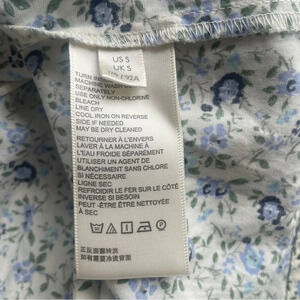 US S
UK S
92A
TURN INSIDE
MACHINE WASH
SEPARATELY
USE ONLY NON-CHLORINE
BLEACH
LINE DRY
COOL IRON ON REVERSE
SIDE IF NEEDED
MAY BE DRY CLEANED
RETOURNER À L'ENVERS
LAVER À LA MACHINE À
L'EAU FROIDE SÉPARÉMENT
UTILISER UN AGENT DE
BLANCHIMENT SANS CHLORE
SI NÉCESSAIRE
LIGNE SEC
REFROIDIR LE FER SUR LE CÔTÉ
INVERSE SI BESOIN
PEUT -ÊTRE ÊTRE NETTOYÉE
À SEC